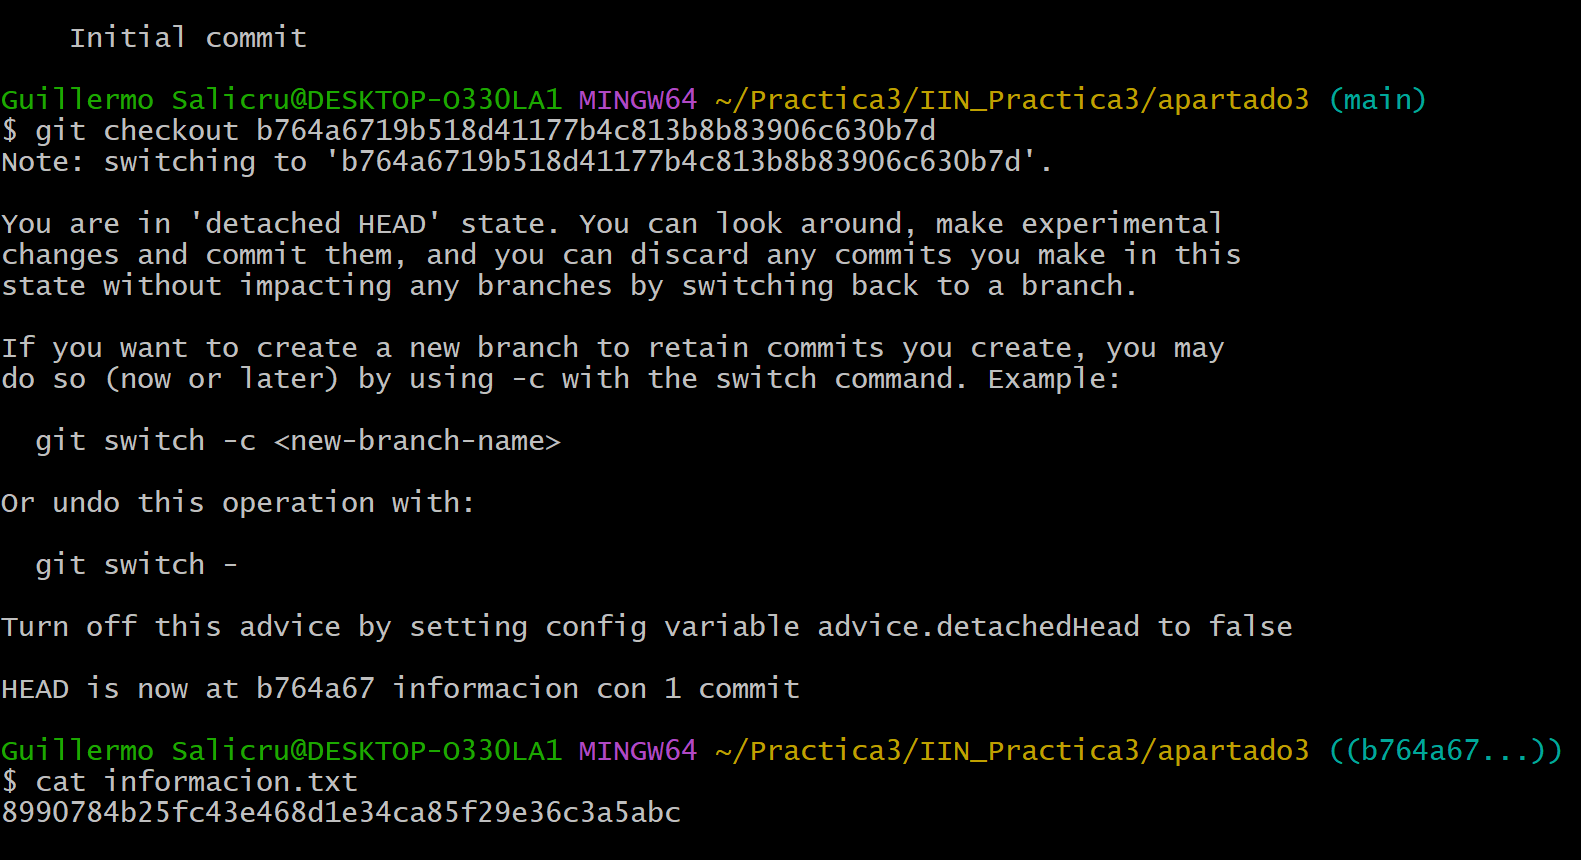 Initial commit
Guillermo Salicru@DESKTOP-O330LA1 MINGW64 ~/Practica3/IIN_Practica3/apartado3 (main)
$ git checkout b764a6719b518d41177b4c813b8b83906c630b7d
Note: switching to 'b764a6719b518d41177b4c813b8b83906c630b7d'.
You are in 'detached HEAD' state. You can look around, make experimental
changes and commit them, and you can discard any commits you make in this
state without impacting any branches by switching back to a branch.
If you want to create a new branch to retain commits you create, you may
do so (now or later) by using -c with the switch command. Example:
git switch -c <new-branch-name>
Or undo this operation with:
git switch -
Turn off this advice by setting config variable advice.detachedHead to false
HEAD is now at b764a67 informacion con 1 commit
Guillermo Salicru@DESKTOP-O330LA1 MINGW64 ~/Practica3/IIN_Practica3/apartado3 ((b764a67...))
$ cat informacion.txt
8990784b25fc43e468d1e34ca85f29e36c3a5abc